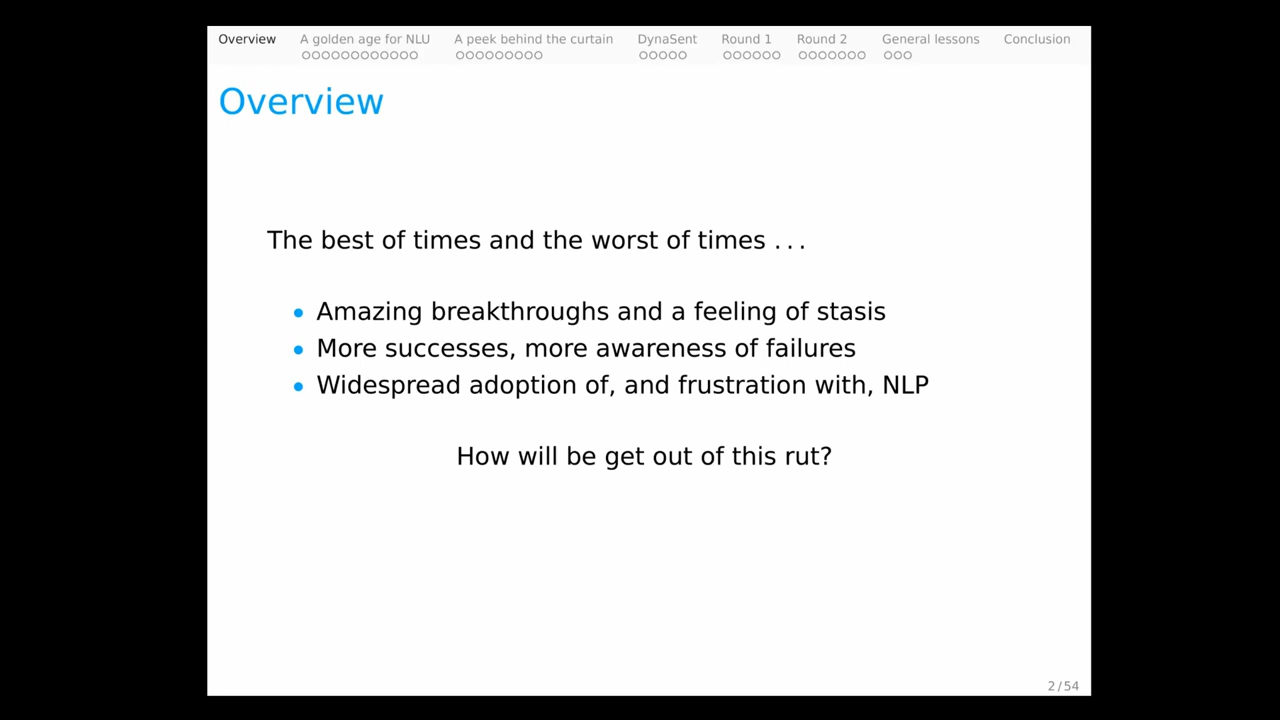 Overview A golden age for NLU A peek behind the curtain DynaSent Round 1 Round 2 General lessons Conclusion
Overview
The best of times and the worst of times . . .
• Amazing breakthroughs and a feeling of stasis
• More successes, more awareness of failures
• Widespread adoption of, and frustration with, NLP
How will be get out of this rut?
2 / 54